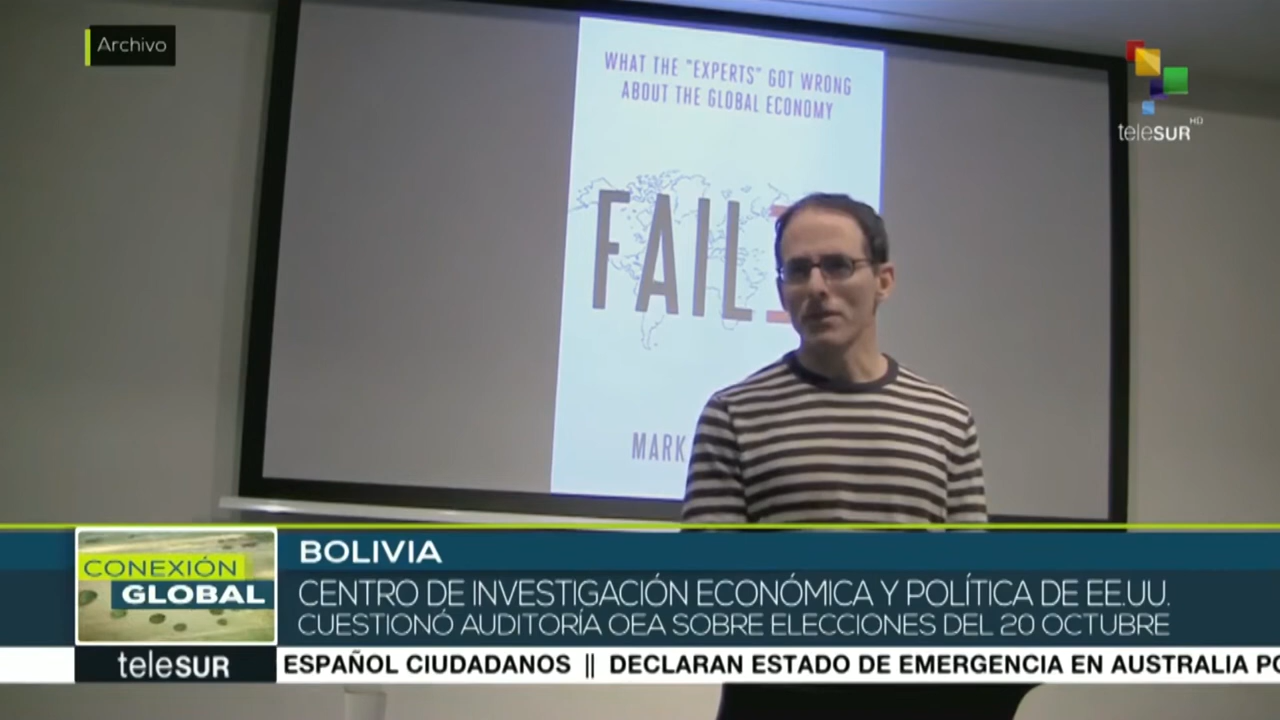 Archivo
WHAT THE "EXPERTS" GOT WRONG
ABOUT THE GLOBAL ECONOMY
FAIL
MARK
teleSUR HD
CONEXIÓN
GLOBAL
BOLIVIA
CENTRO DE INVESTIGACIÓN ECONÓMICA Y POLÍTICA DE EE.UU.
CUESTIONÓ AUDITORÍA OEA SOBRE ELECCIONES DEL 20 OCTUBRE
teleSUR
ESPAÑOL CIUDADANOS || DECLARAN ESTADO DE EMERGENCIA EN AUSTRALIA